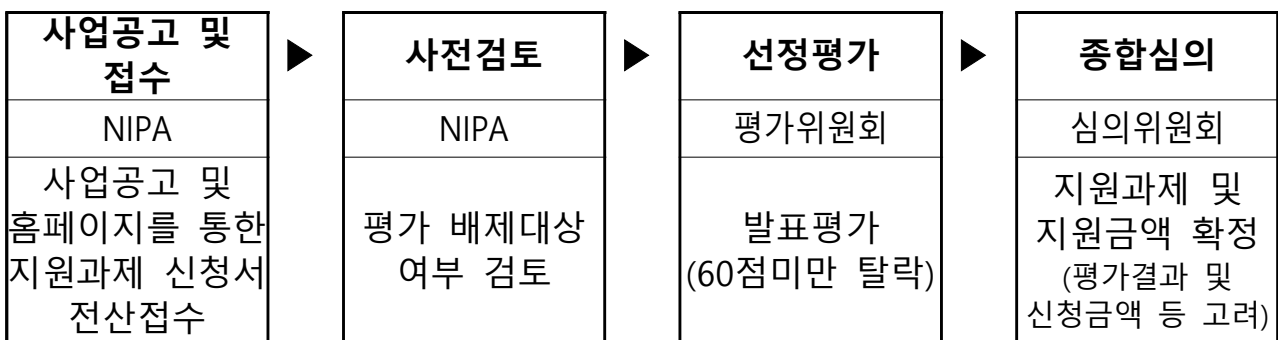 사업공고 및
접수
▶
사전검토
▶
선정평가
▶
종합심의
NIPA
NIPA
평가위원회
심의위원회
사업공고 및
홈페이지를 통한
지원과제 신청서
전산접수
평가 배제대상
여부 검토
발표평가
(60점미만 탈락)
지원과제 및
지원금액 확정
(평가결과 및
신청금액 등 고려)